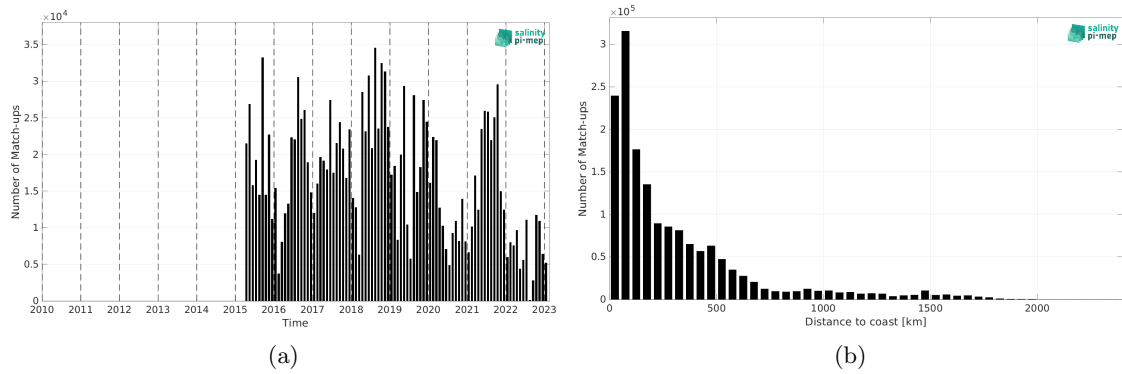 ×10⁴
3.5
3
2.5
2
1.5
1
0.5
0
Number of Match-ups
2010 2011 2012 2013 2014 2015 2016 2017 2018 2019 2020 2021 2022 2023
Time
salinity
pi-mep
(a)
×10⁵
3
2.5
2
1.5
1
0.5
0
Number of Match-ups
0 500 1000 1500 2000
Distance to coast [km]
salinity
pi-mep
(b)